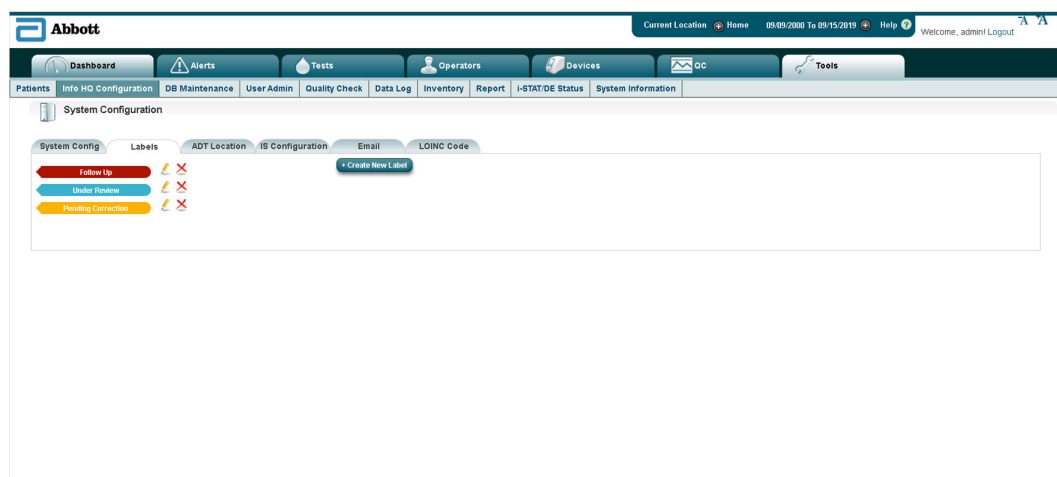 Abbott
Current Location Home 09/09/2000 To 09/15/2019 Help ?
Welcome, admin! Logout
-A +A
Dashboard Alerts Tests Operators Devices QC Tools
Patients Info HQ Configuration DB Maintenance User Admin Quality Check Data Log Inventory Report i-STAT/DE Status System Information
System Configuration
System Config Labels ADT Location IS Configuration Email LOINC Code
+ Create New Label
Follow Up
Under Review
Pending Correction